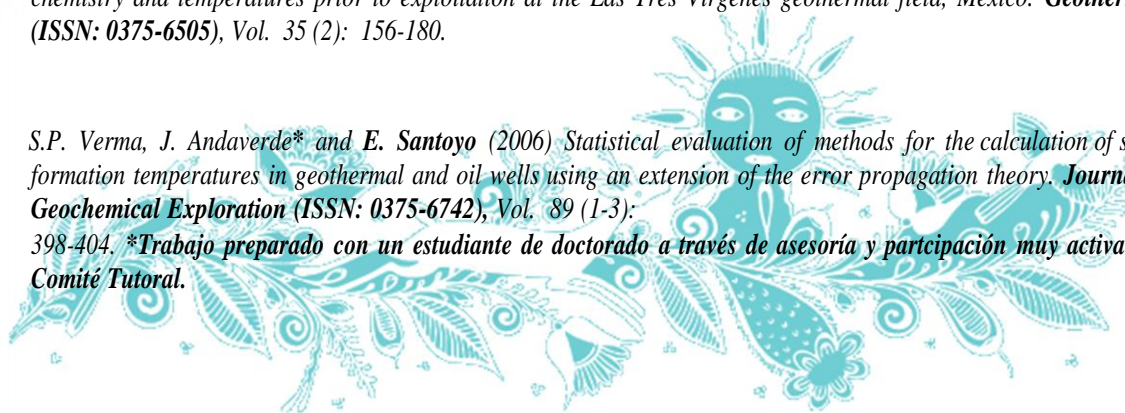 chemistry and temperatures prior to exploitation at the Las Tres Vírgenes geothermal field, Mexico.
(ISSN: 0375-6505), Vol. 35 (2): 156-180.
S.P. Verma, J. Andaverde* and E. Santoyo (2006) Statistical evaluation of methods for the calculation of
formation temperatures in geothermal and oil wells using an extension of the error propagation theory.
Geochemical Exploration (ISSN: 0375-6742), Vol. 89 (1-3):
398-404. *Trabajo preparado con un estudiante de doctorado a través de asesoría y partcipación muy activa
Comité Tutoral.